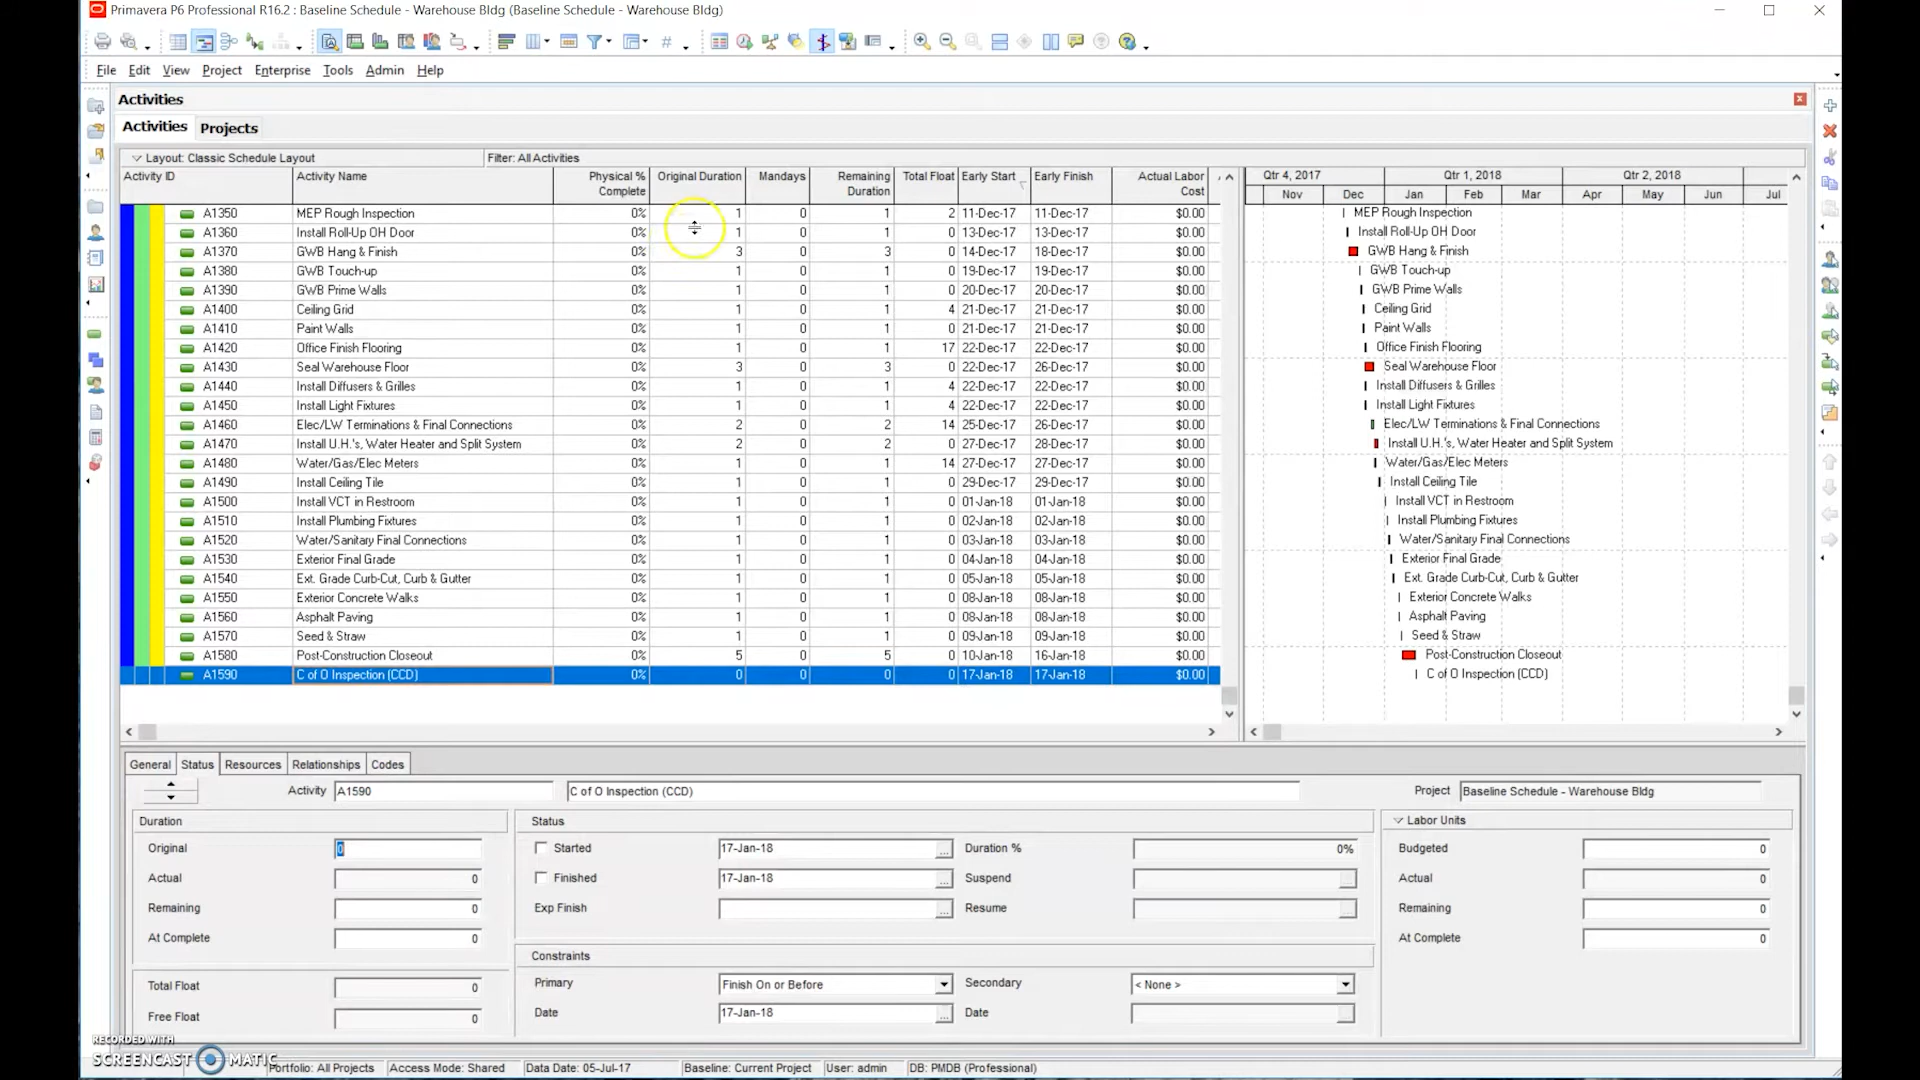 Primavera P6 Professional R16.2 : Baseline Schedule - Warehouse Bldg (Baseline Schedule - Warehouse Bldg)
File Edit View Project Enterprise Tools Admin Help
Activities
Activities Projects
Layout: Classic Schedule Layout Filter: All Activities
Activity ID Activity Name Physical % Complete Original Duration Mandays Remaining Duration Total Float Early Start Early Finish Actual Labor Cost Qtr 4, 2017 Qtr 1, 2018 Qtr 2, 2018
Nov Dec Jan Feb Mar Apr May Jun Jul
A1350 MEP Rough Inspection 0% 1 0 1 2 11-Dec-17 11-Dec-17 $0.00 MEP Rough Inspection
A1360 Install Roll-Up OH Door 0% 1 0 1 0 13-Dec-17 13-Dec-17 $0.00 Install Roll-Up OH Door
A1370 GWB Hang & Finish 0% 3 0 3 0 14-Dec-17 18-Dec-17 $0.00 GWB Hang & Finish
A1380 GWB Touch-up 0% 1 0 1 0 19-Dec-17 19-Dec-17 $0.00 GWB Touch-up
A1390 GWB Prime Walls 0% 1 0 1 0 20-Dec-17 20-Dec-17 $0.00 GWB Prime Walls
A1400 Ceiling Grid 0% 1 0 1 4 21-Dec-17 21-Dec-17 $0.00 Ceiling Grid
A1410 Paint Walls 0% 1 0 1 0 21-Dec-17 21-Dec-17 $0.00 Paint Walls
A1420 Office Finish Flooring 0% 1 0 1 17 22-Dec-17 22-Dec-17 $0.00 Office Finish Flooring
A1430 Seal Warehouse Floor 0% 3 0 3 0 22-Dec-17 26-Dec-17 $0.00 Seal Warehouse Floor
A1440 Install Diffusers & Grilles 0% 1 0 1 4 22-Dec-17 22-Dec-17 $0.00 Install Diffusers & Grilles
A1450 Install Light Fixtures 0% 1 0 1 4 22-Dec-17 22-Dec-17 $0.00 Install Light Fixtures
A1460 Elec/LW Terminations & Final Connections 0% 2 0 2 14 25-Dec-17 26-Dec-17 $0.00 Elec/LW Terminations & Final Connections
A1470 Install U.H.'s, Water Heater and Split System 0% 2 0 2 0 27-Dec-17 28-Dec-17 $0.00 Install U.H.'s, Water Heater and Split System
A1480 Water/Gas/Elec Meters 0% 1 0 1 14 27-Dec-17 27-Dec-17 $0.00 Water/Gas/Elec Meters
A1490 Install Ceiling Tile 0% 1 0 1 0 29-Dec-17 29-Dec-17 $0.00 Install Ceiling Tile
A1500 Install VCT in Restroom 0% 1 0 1 0 01-Jan-18 01-Jan-18 $0.00 Install VCT in Restroom
A1510 Install Plumbing Fixtures 0% 1 0 1 0 02-Jan-18 02-Jan-18 $0.00 Install Plumbing Fixtures
A1520 Water/Sanitary Final Connections 0% 1 0 1 0 03-Jan-18 03-Jan-18 $0.00 Water/Sanitary Final Connections
A1530 Exterior Final Grade 0% 1 0 1 0 04-Jan-18 04-Jan-18 $0.00 Exterior Final Grade
A1540 Ext. Grade Curb-Cut, Curb & Gutter 0% 1 0 1 0 05-Jan-18 05-Jan-18 $0.00 Ext. Grade Curb-Cut, Curb & Gutter
A1550 Exterior Concrete Walks 0% 1 0 1 0 08-Jan-18 08-Jan-18 $0.00 Exterior Concrete Walks
A1560 Asphalt Paving 0% 1 0 1 0 08-Jan-18 08-Jan-18 $0.00 Asphalt Paving
A1570 Seed & Straw 0% 1 0 1 0 09-Jan-18 09-Jan-18 $0.00 Seed & Straw
A1580 Post-Construction Closeout 0% 5 0 5 0 10-Jan-18 16-Jan-18 $0.00 Post-Construction Closeout
A1590 C of O Inspection (CCD) 0% 0 0 0 0 17-Jan-18 17-Jan-18 $0.00 C of O Inspection (CCD)
General Status Resources Relationships Codes
Activity A1590 C of O Inspection (CCD) Project Baseline Schedule - Warehouse Bldg
Duration Status Labor Units
Original 0 Started 17-Jan-18 ... Duration % 0% Budgeted 0
Actual 0 Finished 17-Jan-18 ... Suspend Actual 0
Remaining 0 Exp Finish ... Resume Remaining 0
At Complete 0 At Complete 0
Constraints
Total Float 0 Primary Finish On or Before Secondary < None >
Free Float 0 Date 17-Jan-18 ... Date
RECORDED WITH
SCREENCAST MATIC
Portfolio: All Projects Access Mode: Shared Data Date: 05-Jul-17 Baseline: Current Project User: admin DB: PMDB (Professional)